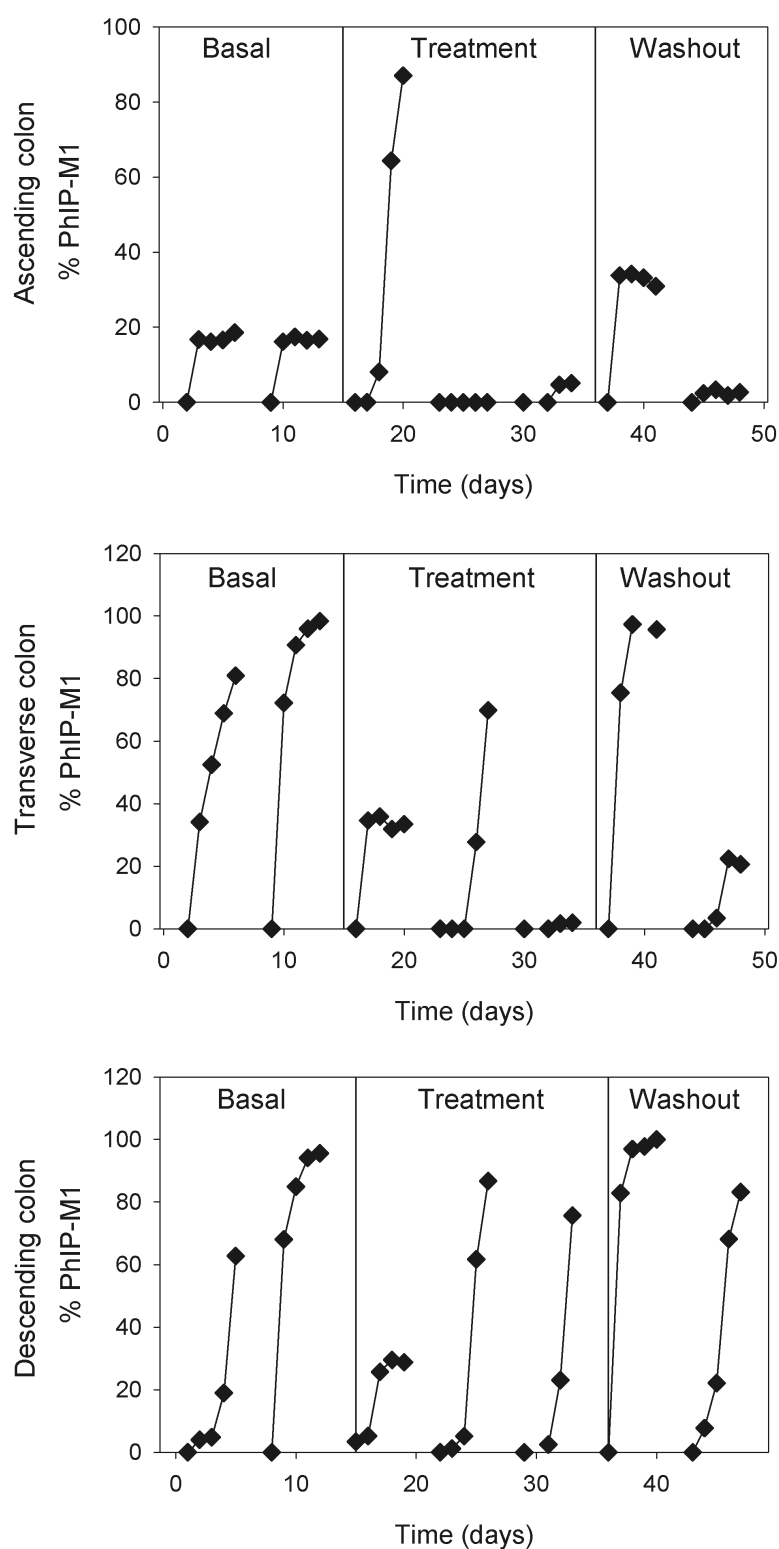 100
80
60
40
20
0
Ascending colon
% PhIP-M1
Basal Treatment Washout
0 10 20 30 40 50
Time (days)
120
100
80
60
40
20
0
Transverse colon
% PhIP-M1
Basal Treatment Washout
0 10 20 30 40 50
Time (days)
120
100
80
60
40
20
0
Descending colon
% PhIP-M1
Basal Treatment Washout
0 10 20 30 40
Time (days)